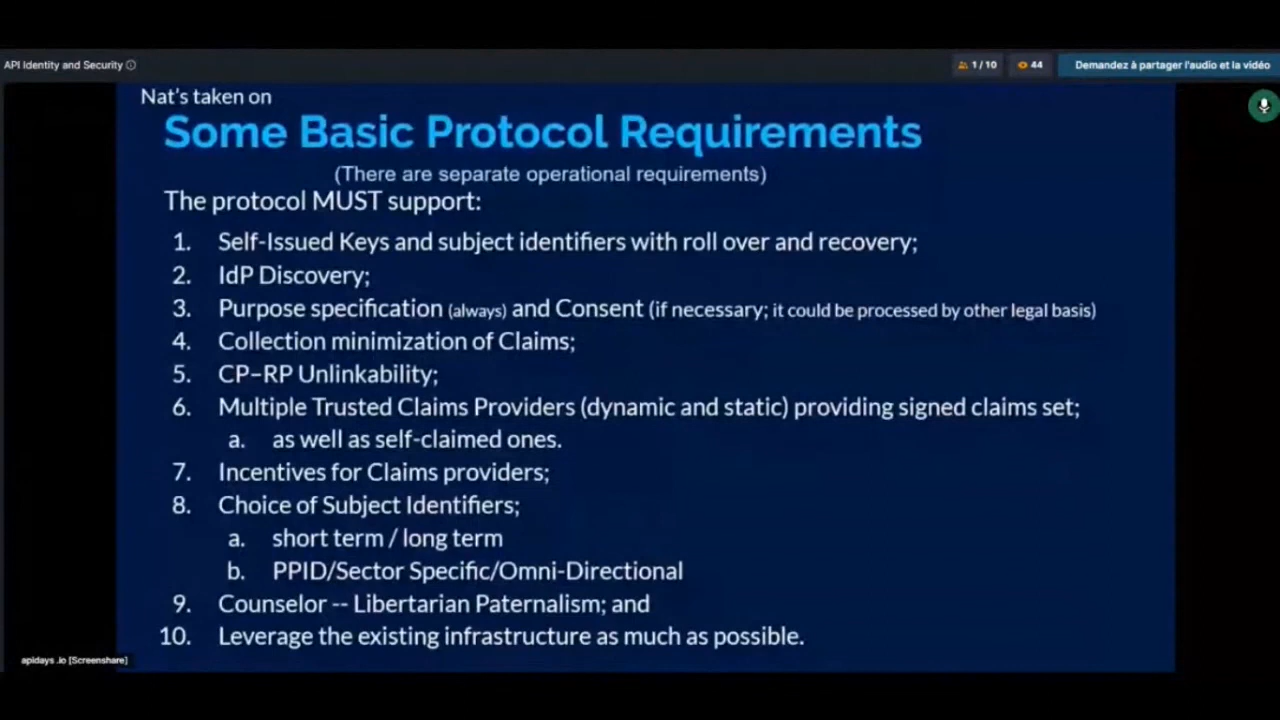 API Identity and Security
1 / 10
44
Demandez à partager l'audio et la vidéo
Nat's taken on
Some Basic Protocol Requirements
(There are separate operational requirements)
The protocol MUST support:
1. Self-Issued Keys and subject identifiers with roll over and recovery;
2. IdP Discovery;
3. Purpose specification (always) and Consent (if necessary; it could be processed by other legal basis)
4. Collection minimization of Claims;
5. CP–RP Unlinkability;
6. Multiple Trusted Claims Providers (dynamic and static) providing signed claims set;
a. as well as self-claimed ones.
7. Incentives for Claims providers;
8. Choice of Subject Identifiers;
a. short term / long term
b. PPID/Sector Specific/Omni-Directional
9. Counselor -- Libertarian Paternalism; and
10. Leverage the existing infrastructure as much as possible.
apidays .io [Screenshare]